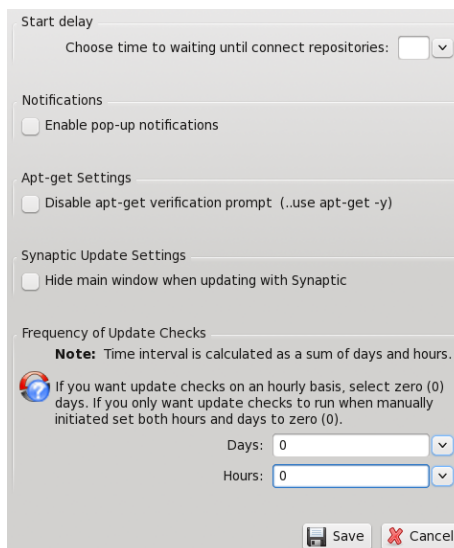 Start delay
Choose time to waiting until connect repositories:
Notifications
Enable pop-up notifications
Apt-get Settings
Disable apt-get verification prompt (..use apt-get -y)
Synaptic Update Settings
Hide main window when updating with Synaptic
Frequency of Update Checks
Note: Time interval is calculated as a sum of days and hours.
If you want update checks on an hourly basis, select zero (0)
days. If you only want update checks to run when manually
initiated set both hours and days to zero (0).
Days: 0
Hours: 0
Save Cancel